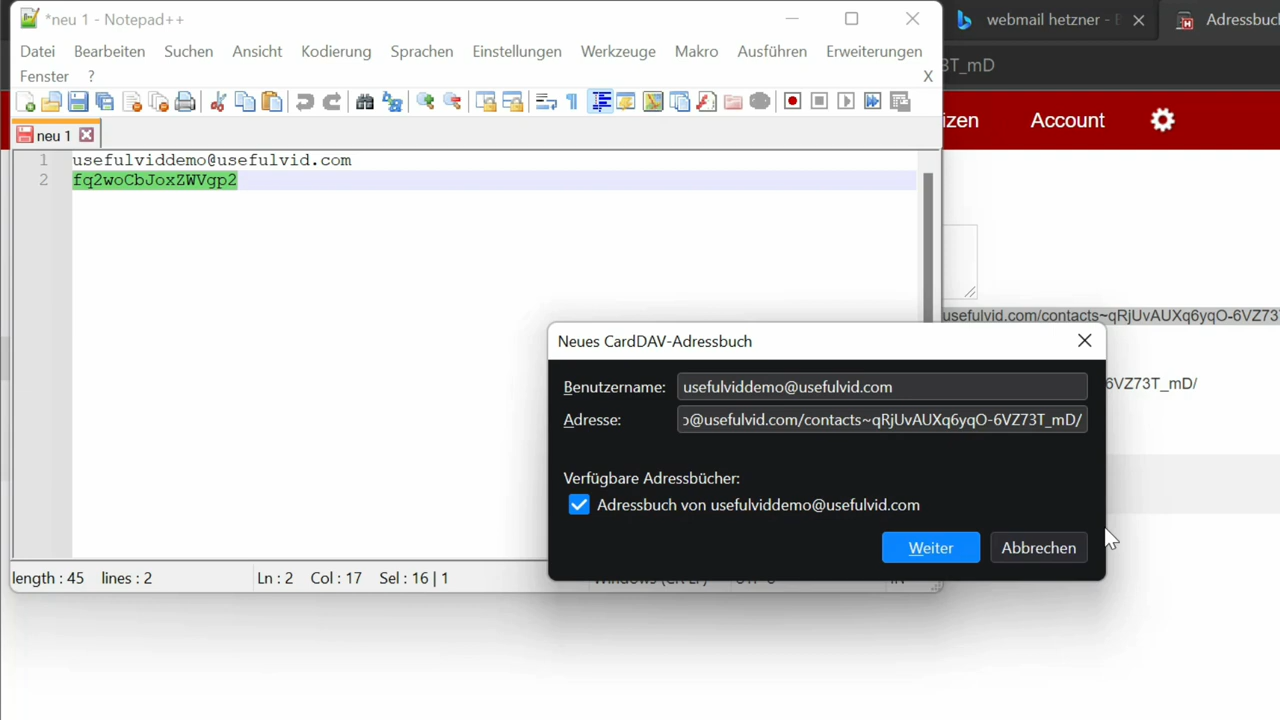 *neu 1 - Notepad++
webmail hetzner -
Adressbuc
Datei Bearbeiten Suchen Ansicht Kodierung Sprachen Einstellungen Werkzeuge Makro Ausführen Erweiterungen
Fenster ? X
3T_mD
izen Account
neu 1
1 usefulviddemo@usefulvid.com
2 fq2woCbJoxZWVgp2
usefulvid.com/contacts~qRjUvAUXq6yqO-6VZ73T
6VZ73T_mD/
Neues CardDAV-Adressbuch
Benutzername: usefulviddemo@usefulvid.com
Adresse: o@usefulvid.com/contacts~qRjUvAUXq6yqO-6VZ73T_mD/
Verfügbare Adressbücher:
Adressbuch von usefulviddemo@usefulvid.com
Weiter Abbrechen
length : 45 lines : 2 Ln : 2 Col : 17 Sel : 16 | 1